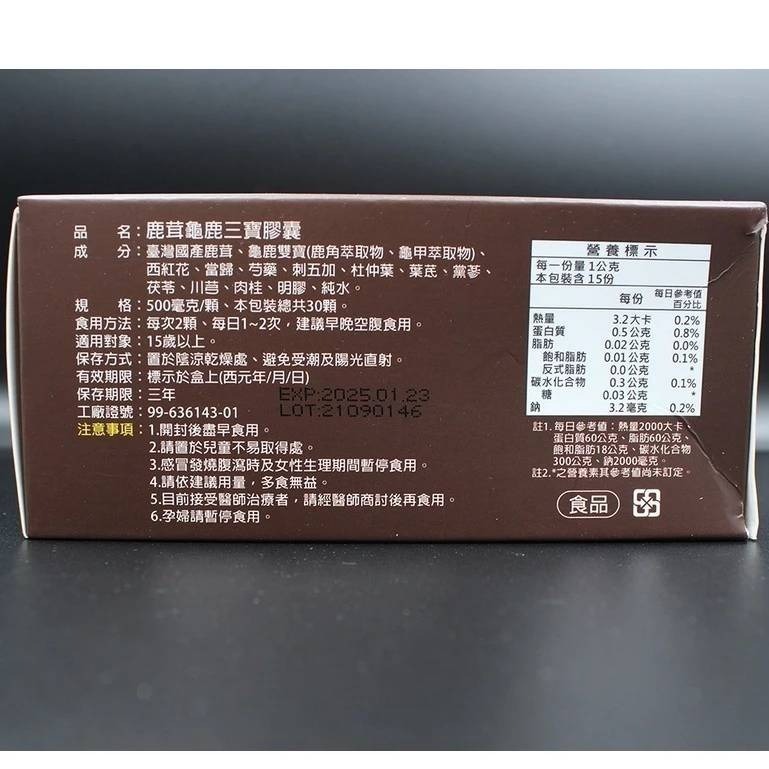 品　　名：鹿茸龜鹿三寶膠囊
成　　分：臺灣國產鹿茸、龜鹿雙寶(鹿角萃取物、龜甲萃取物)、
西紅花、當歸、芍藥、刺五加、杜仲葉、葉芪、黨蔘、
茯苓、川芎、肉桂、明膠、純水。
規　　格：500毫克/顆、本包裝總共30顆。
食用方法：每次2顆、每日1~2次，建議早晚空腹食用。
適用對象：15歲以上。
保存方式：置於陰涼乾燥處、避免受潮及陽光直射。
有效期限：標示於盒上(西元年/月/日)
保存期限：三年
EXP:2025.01.23
工廠證號：99-636143-01
LOT:21090146
注意事項：1.開封後盡早食用。
2.請置於兒童不易取得處。
3.感冒發燒腹瀉時及女性生理期間暫停食用。
4.請依建議用量，多食無益。
5.目前接受醫師治療者，請經醫師商討後再食用。
6.孕婦請暫停食用。
營養標示
每一份量 1公克
本包裝含 15份
每份　每日參考值百分比
熱量　3.2大卡　0.2%
蛋白質　0.5公克　0.8%
脂肪　0.02公克　0.0%
飽和脂肪　0.01公克　0.1%
反式脂肪　0.0公克　*
碳水化合物　0.3公克　0.1%
糖　0.03公克　*
鈉　3.2毫克　0.2%
註1.每日參考值：熱量2000大卡、
蛋白質60公克、脂肪60公克、
飽和脂肪18公克、碳水化合物
300公克、鈉2000毫克。
註2.*之營養素其參考值尚未訂定。
食品